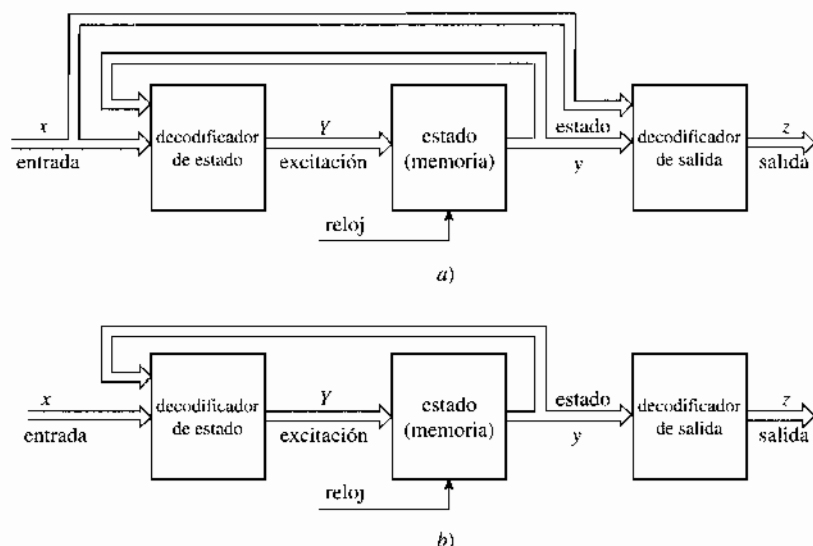 x
entrada
decodificador
de estado
Y
excitación
estado
(memoria)
reloj
estado
y
decodificador
de salida
z
salida
a)
x
entrada
decodificador
de estado
Y
excitación
estado
(memoria)
reloj
estado
y
decodificador
de salida
z
salida
b)